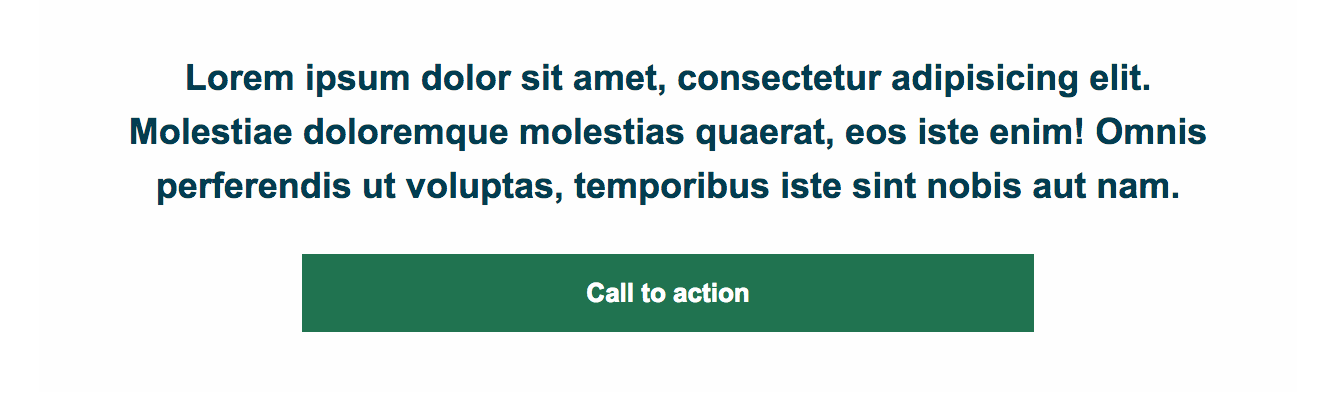 Lorem ipsum dolor sit amet, consectetur adipisicing elit.
Molestiae doloremque molestias quaerat, eos iste enim! Omnis
perferendis ut voluptas, temporibus iste sint nobis aut nam.
Call to action